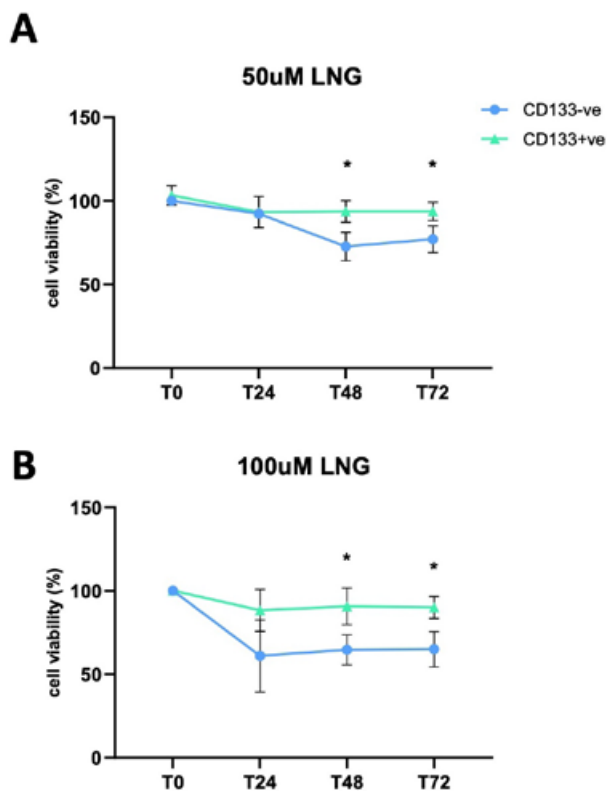 A
50uM LNG
CD133-ve
CD133+ve
150
100
50
0
cell viability (%)
*
*
T0 T24 T48 T72
B
100uM LNG
150
100
50
0
cell viability (%)
*
*
T0 T24 T48 T72